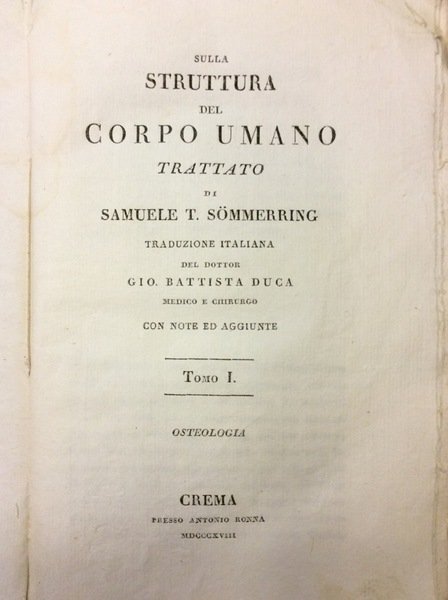 SULLA
STRUTTURA
DEL
CORPO UMANO
TRATTATO
DI
SAMUELE T. SÖMMERRING
TRADUZIONE ITALIANA
DEL DOTTOR
GIO. BATTISTA DUCA
MEDICO E CHIRURGO
CON NOTE ED AGGIUNTE
Tomo I.
OSTEOLOGIA
CREMA
PRESSO ANTONIO RONNA
MDCCCXVIII